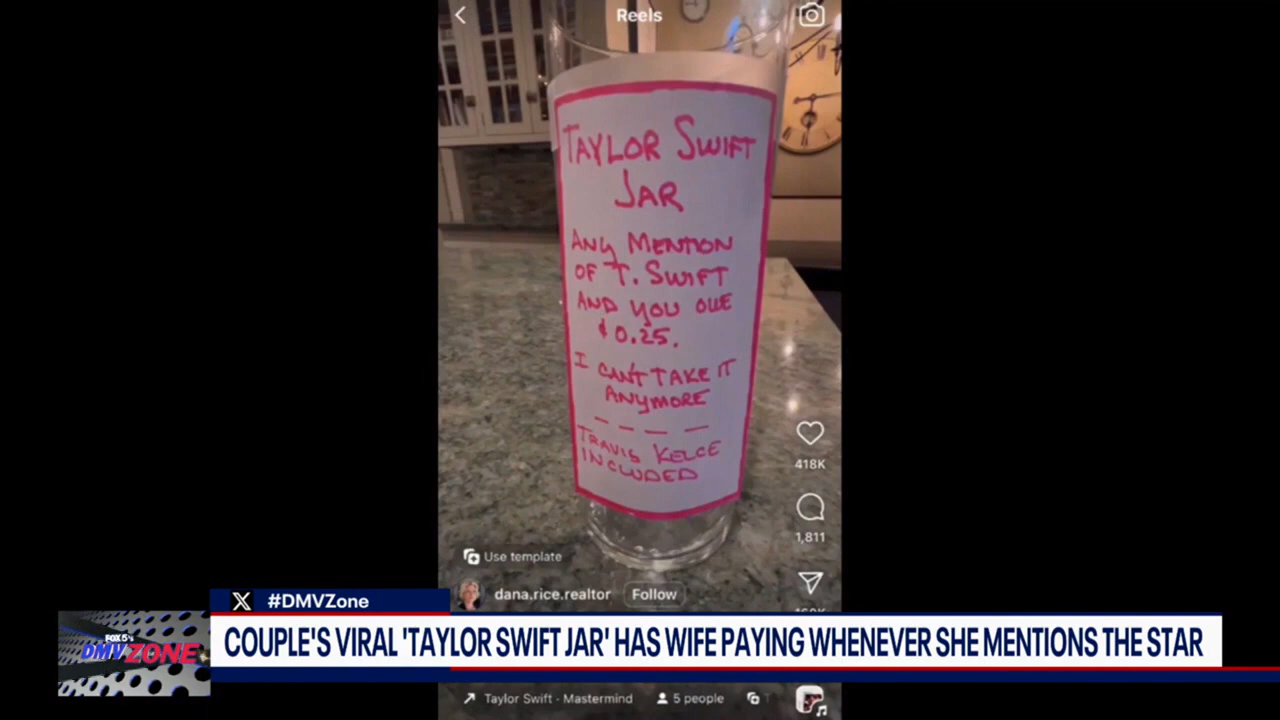 Reels
TAYLOR SWIFT
JAR
ANY MENTION
OF T. SWIFT
AND YOU OWE
$0.25.
I CAN'T TAKE IT
ANYMORE
TRAVIS KELCE
INCLUDED
418K
1,811
Use template
dana.rice.realtor
Follow
X #DMVZone
FOX 5's
DMV ZONE
COUPLE'S VIRAL 'TAYLOR SWIFT JAR' HAS WIFE PAYING WHENEVER SHE MENTIONS THE STAR
Taylor Swift · Mastermind
5 people